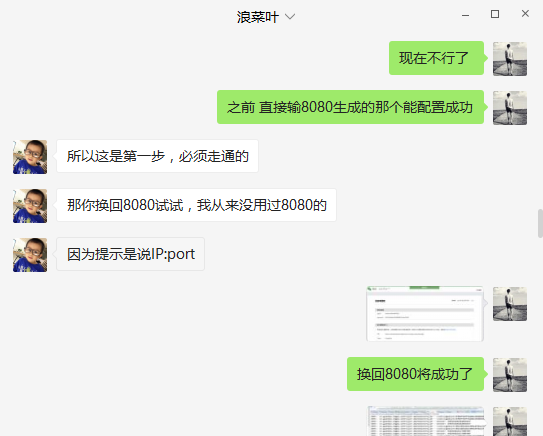 浪菜叶
现在不行了
之前 直接输8080生成的那个能配置成功
所以这是第一步，必须走通的
那你换回8080试试，我从来没用过8080的
因为提示是说IP:port
换回8080将成功了